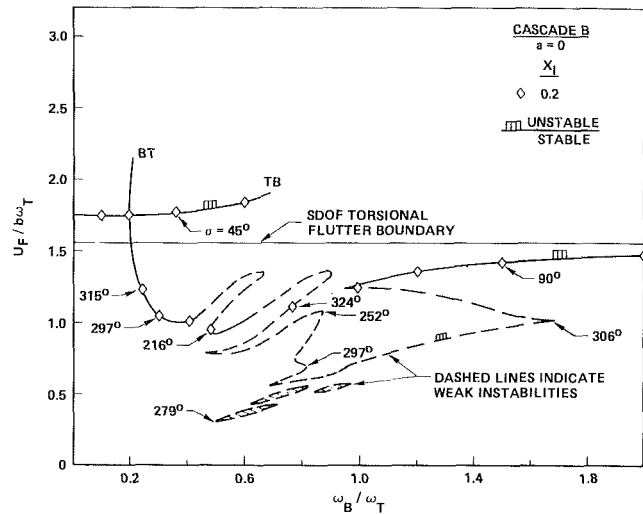 CASCADE B
a = 0
X_I
◇ 0.2
UNSTABLE
STABLE
3.0
2.5
2.0
1.5
1.0
0.5
0
U_F / bω_T
BT
TB
σ = 45°
SDOF TORSIONAL
FLUTTER BOUNDARY
315°
297°
216°
324°
252°
90°
306°
297°
279°
DASHED LINES INDICATE
WEAK INSTABILITIES
0.2
0.6
1.0
1.4
1.8
ω_B / ω_T